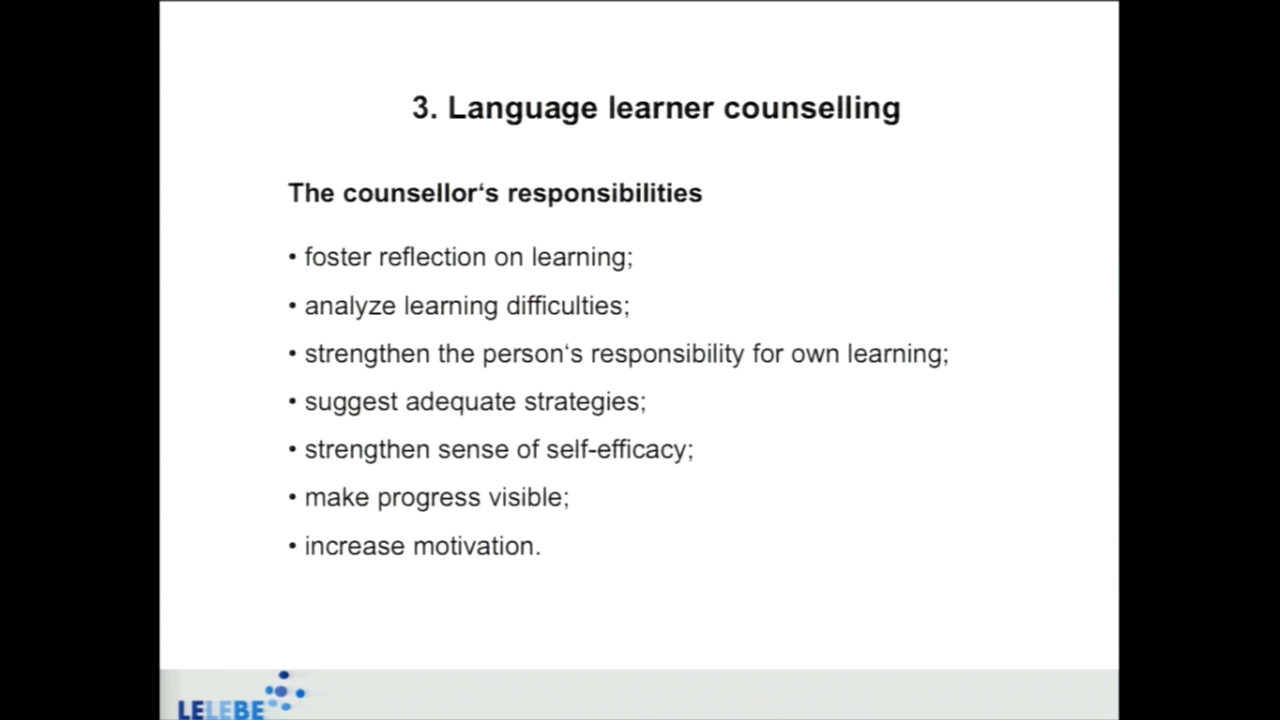 3. Language learner counselling
The counsellor‘s responsibilities
• foster reflection on learning;
• analyze learning difficulties;
• strengthen the person‘s responsibility for own learning;
• suggest adequate strategies;
• strengthen sense of self-efficacy;
• make progress visible;
• increase motivation.
LELEBE